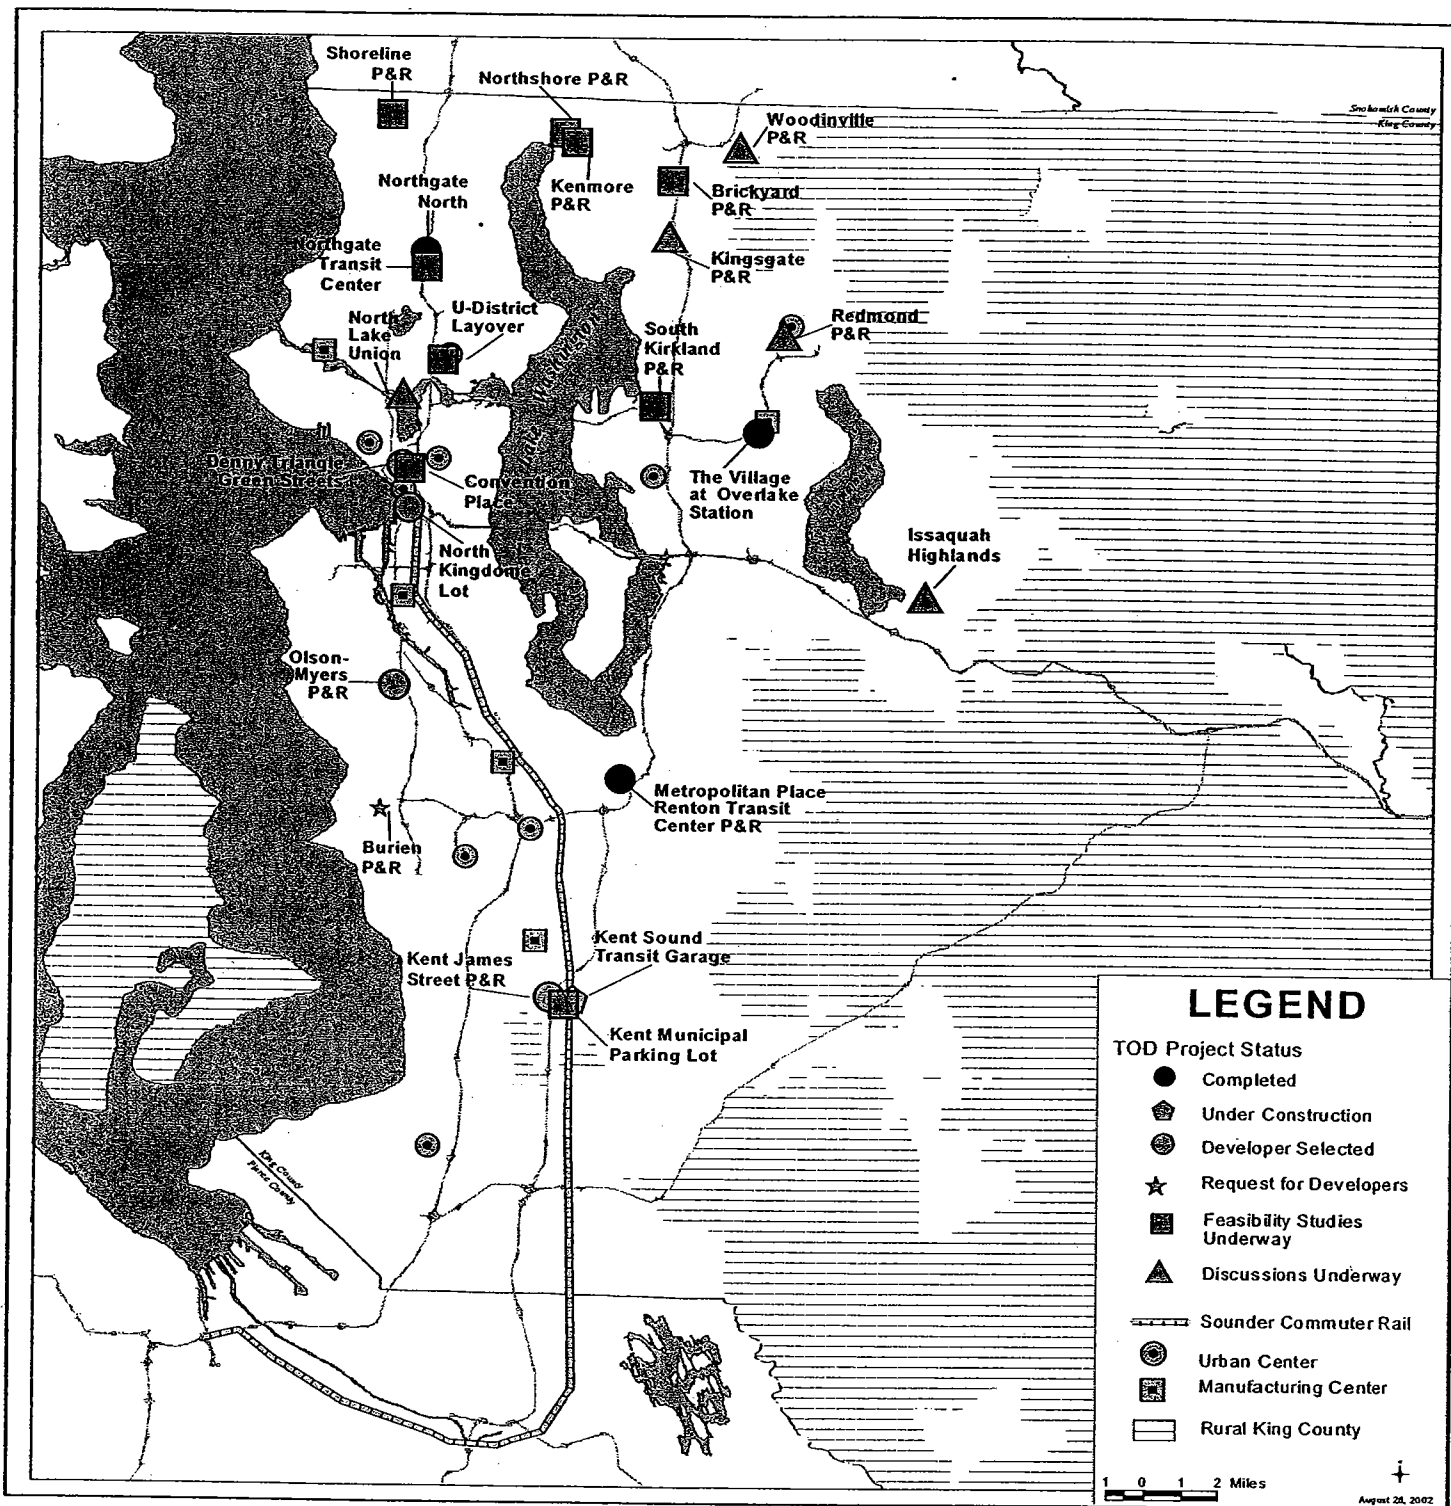 Shoreline
P&R
Northshore P&R
Snohomish County
King County
Woodinville
P&R
Northgate
North
Kenmore
P&R
Brickyard
P&R
Northgate
Transit
Center
Kingsgate
P&R
U-District
Layover
North
Lake
Union
Redmond
P&R
South
Kirkland
P&R
Lake Washington
Denny Triangle
Green Streets
Convention
Place
The Village
at Overlake
Station
North
Kingdome
Lot
Issaquah
Highlands
Olson-
Myers
P&R
Metropolitan Place
Renton Transit
Center P&R
Burien
P&R
Kent Sound
Transit Garage
Kent James
Street P&R
Kent Municipal
Parking Lot
King County
Pierce County
LEGEND
TOD Project Status
Completed
Under Construction
Developer Selected
Request for Developers
Feasibility Studies
Underway
Discussions Underway
Sounder Commuter Rail
Urban Center
Manufacturing Center
Rural King County
1 0 1 2 Miles
August 28, 2002